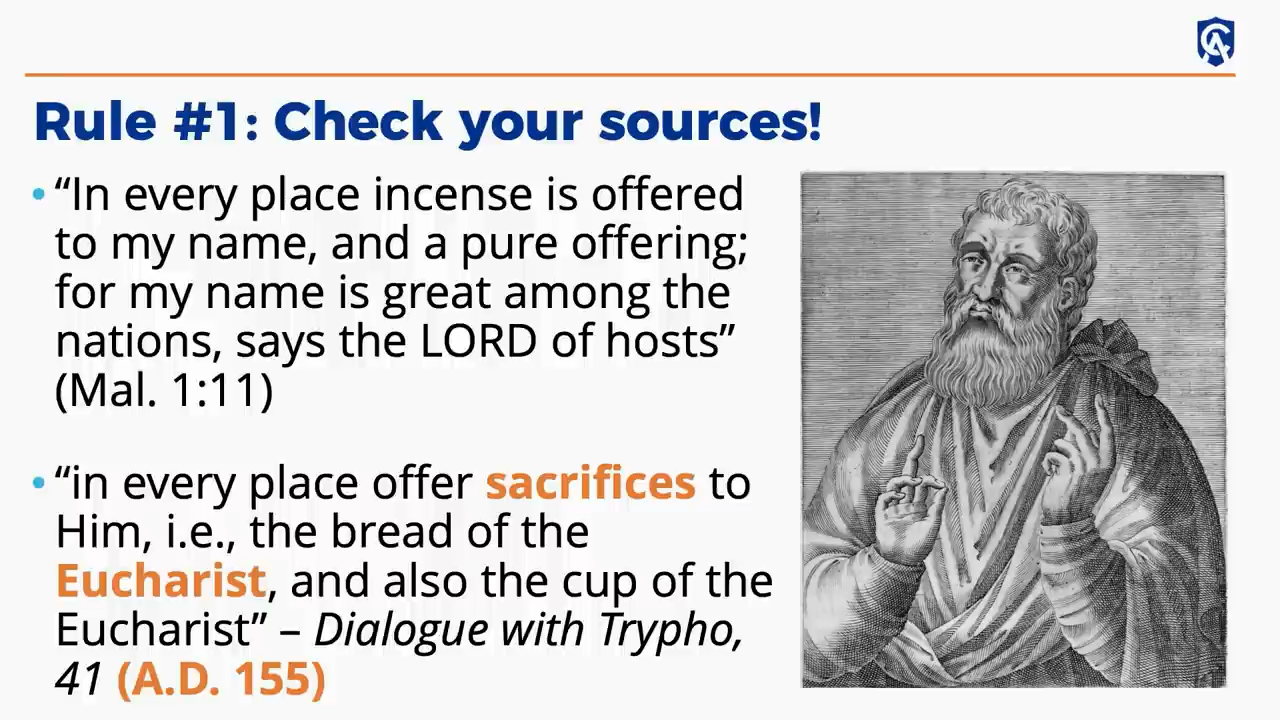 Rule #1: Check your sources!
• “In every place incense is offered
to my name, and a pure offering;
for my name is great among the
nations, says the LORD of hosts”
(Mal. 1:11)
• “in every place offer sacrifices to
Him, i.e., the bread of the
Eucharist, and also the cup of the
Eucharist” – Dialogue with Trypho,
41 (A.D. 155)